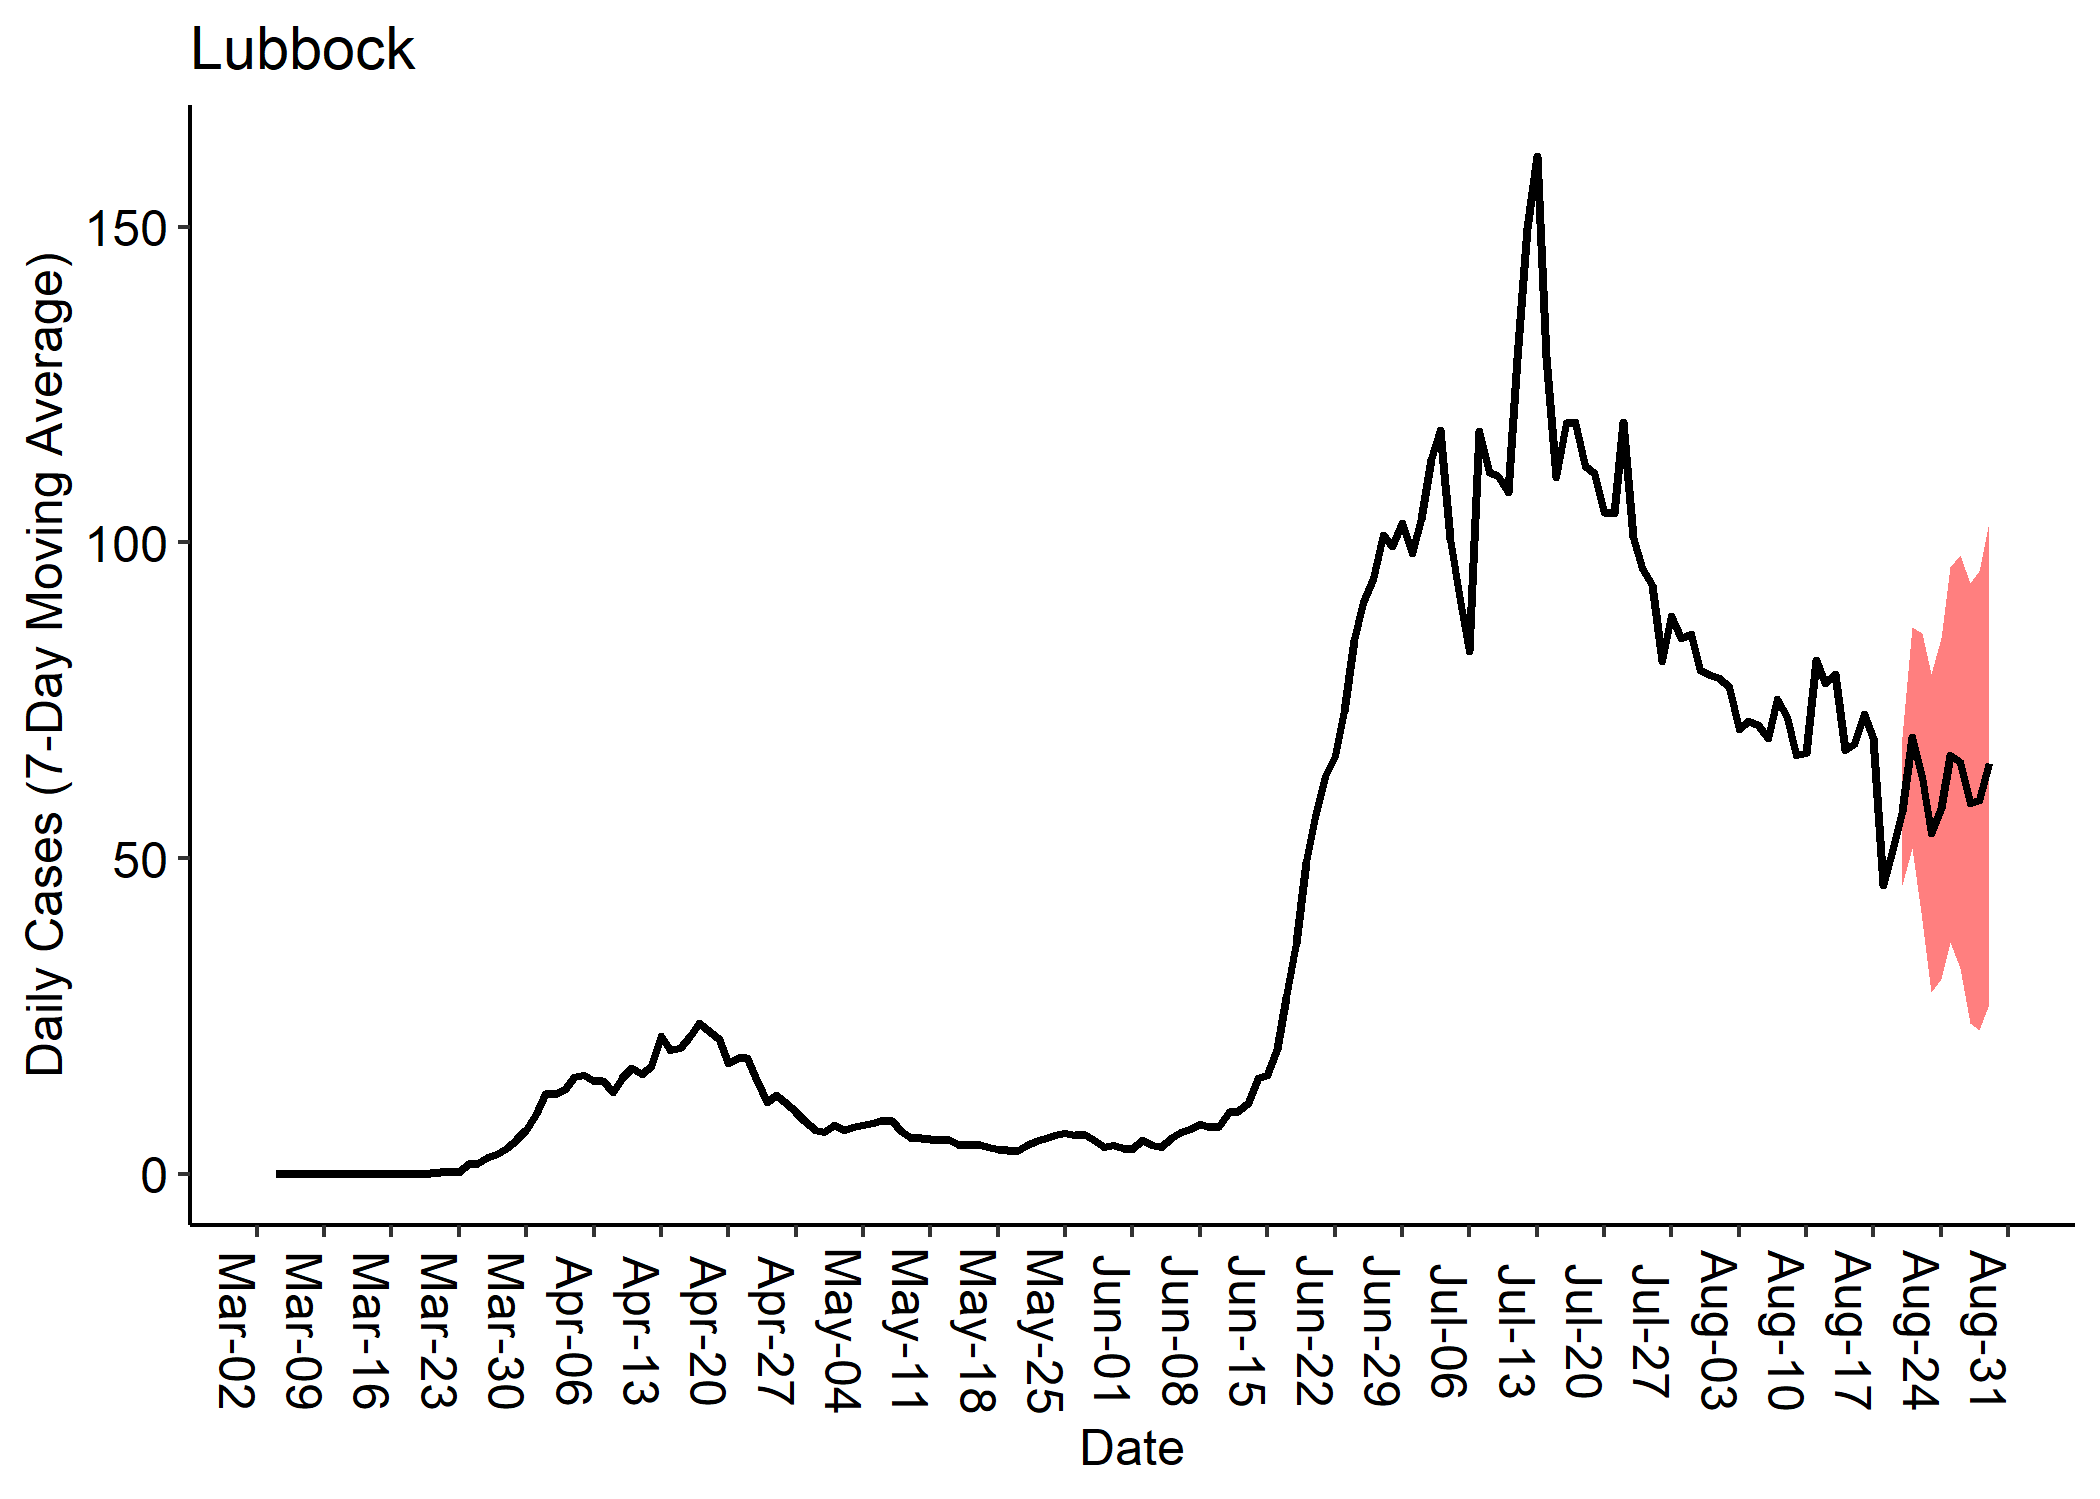 Lubbock
Daily Cases (7-Day Moving Average)
150
100
50
0
Mar-02
Mar-09
Mar-16
Mar-23
Mar-30
Apr-06
Apr-13
Apr-20
Apr-27
May-04
May-11
May-18
May-25
Jun-01
Jun-08
Jun-15
Jun-22
Jun-29
Jul-06
Jul-13
Jul-20
Jul-27
Aug-03
Aug-10
Aug-17
Aug-24
Aug-31
Date